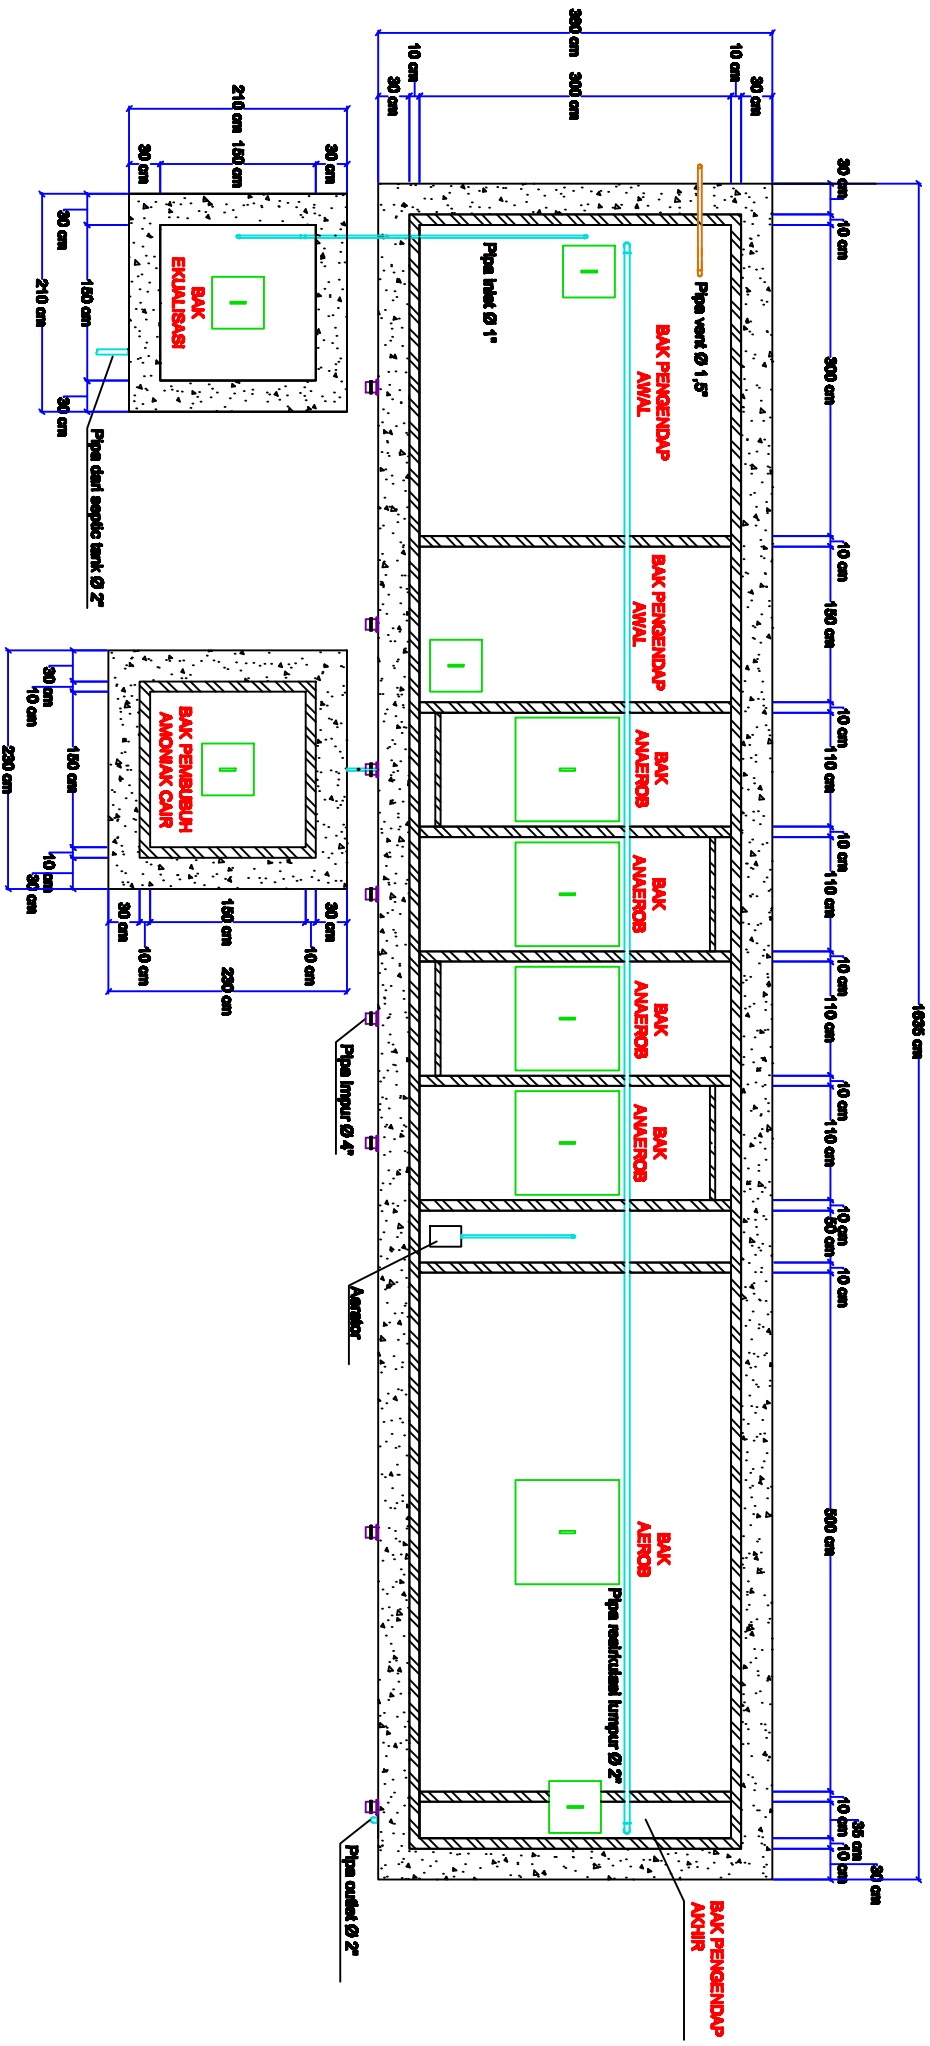 1635 cm
30 cm
10 cm
300 cm
10 cm
150 cm
10 cm
110 cm
10 cm
110 cm
10 cm
110 cm
10 cm
110 cm
10 cm
50 cm
10 cm
500 cm
10 cm
35 cm
10 cm
30 cm
30 cm
10 cm
380 cm
300 cm
10 cm
30 cm
Pipa vent Ø 1,5"
BAK PENGENDAP
AWAL
BAK PENGENDAP
AWAL
BAK
ANAEROB
BAK
ANAEROB
BAK
ANAEROB
BAK
ANAEROB
BAK
AEROB
BAK PENGENDAP
AKHIR
Pipa resirkulasi lumpur Ø 2"
Pipa inlet Ø 1"
Aerator
Pipa impur Ø 4"
Pipa outlet Ø 2"
210 cm
30 cm
150 cm
30 cm
BAK
EKUALISASI
30 cm
150 cm
30 cm
210 cm
Pipa dari septic tank Ø 2"
BAK PEMBUBUH
AMONIAK CAIR
30 cm
10 cm
150 cm
230 cm
10 cm
30 cm
30 cm
10 cm
150 cm
10 cm
30 cm
230 cm